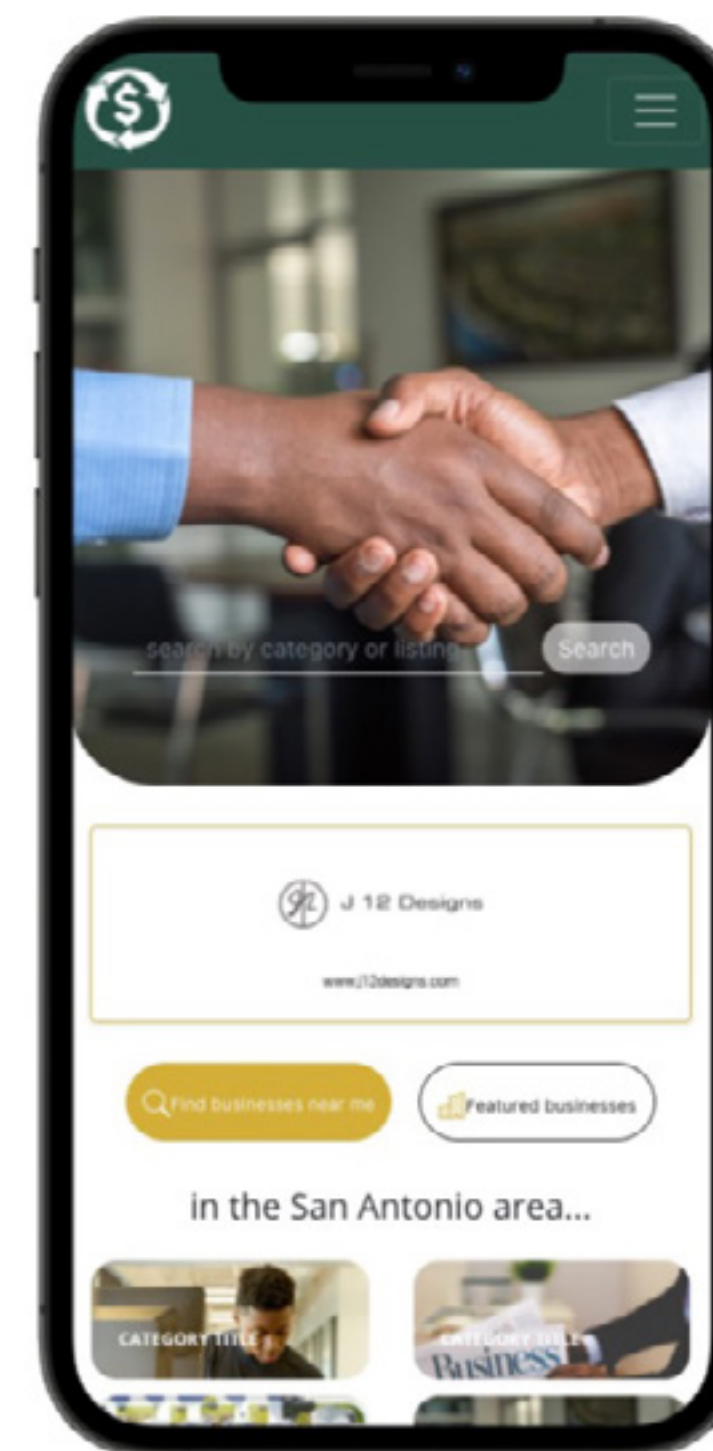 $
search by category or listing
Search
J 12 Designs
www.j12designs.com
Find businesses near me
Featured businesses
in the San Antonio area...
CATEGORY TITLE
CATEGORY TITLE
Business